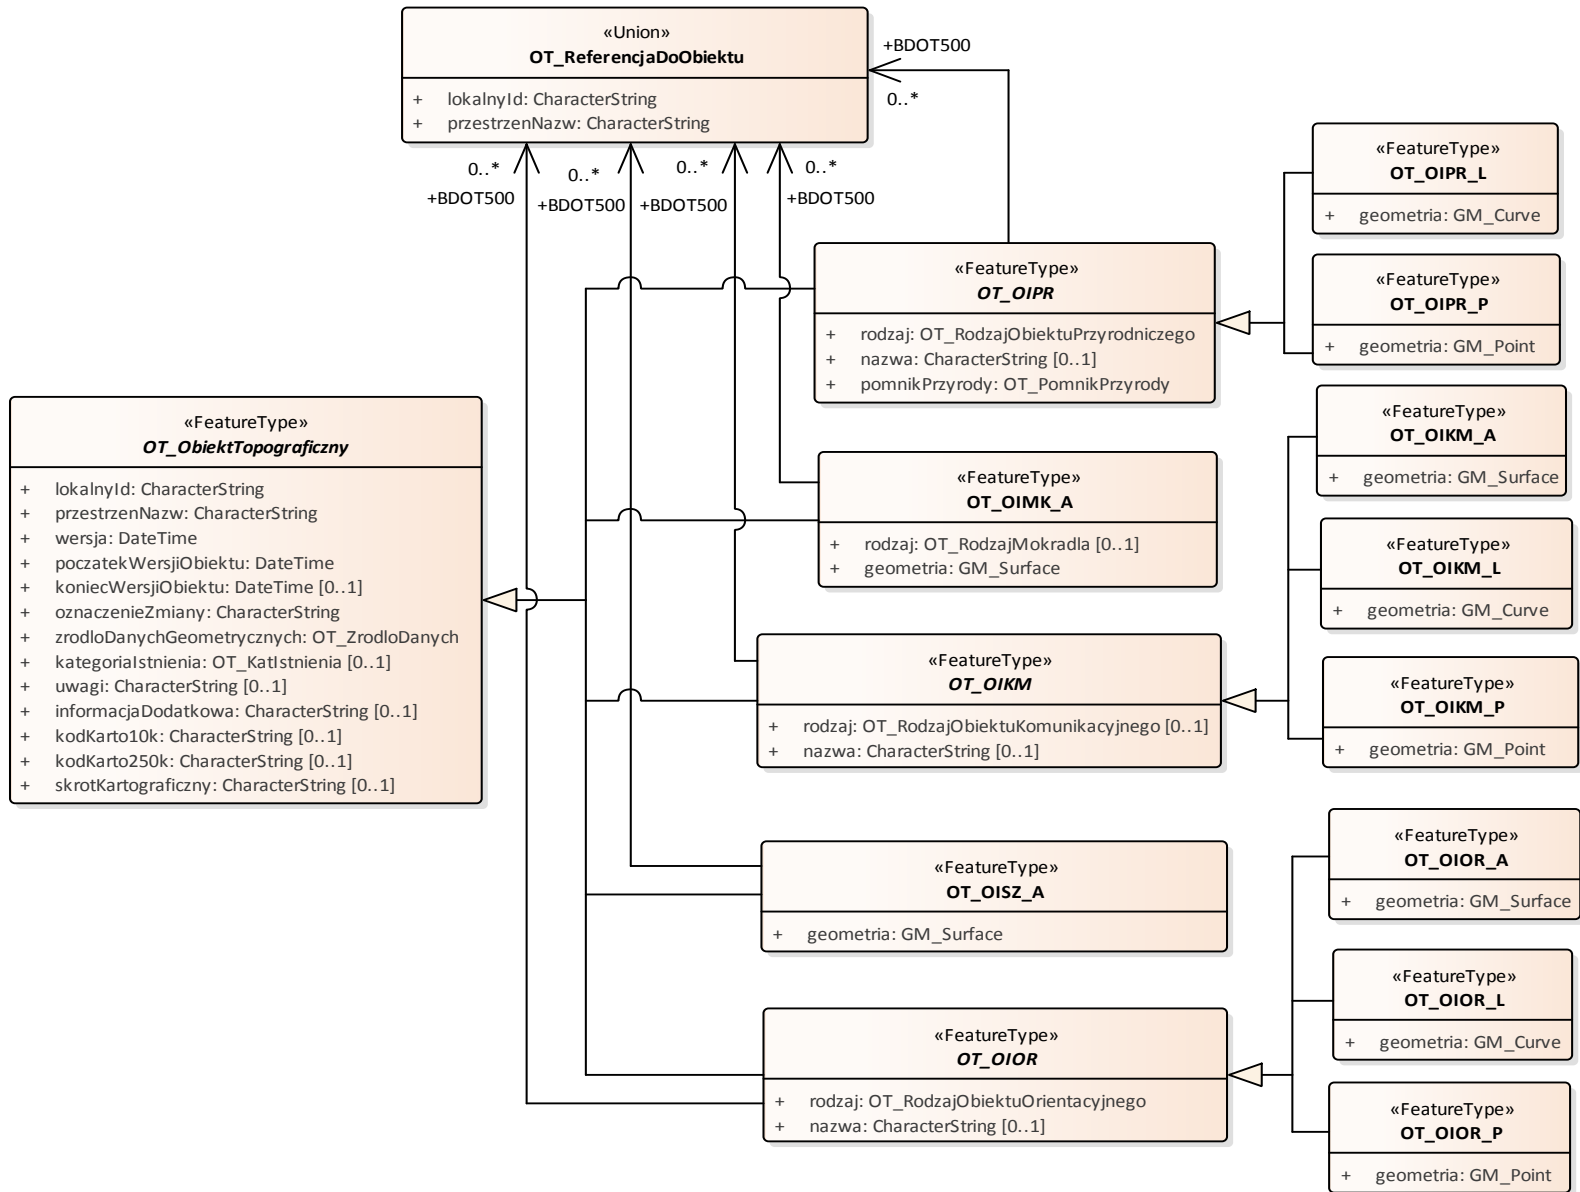 «Union»
OT_ReferencjaDoObiektu
+ lokalnyId: CharacterString
+ przestrzenNazw: CharacterString
+BDOT500
0..*
0..*
+BDOT500
0..*
+BDOT500
0..*
+BDOT500
0..*
+BDOT500
«FeatureType»
OT_OIPR_L
+ geometria: GM_Curve
«FeatureType»
OT_OIPR_P
+ geometria: GM_Point
«FeatureType»
OT_OIPR
+ rodzaj: OT_RodzajObiektuPrzyrodniczego
+ nazwa: CharacterString [0..1]
+ pomnikPrzyrody: OT_PomnikPrzyrody
«FeatureType»
OT_ObiektTopograficzny
+ lokalnyId: CharacterString
+ przestrzenNazw: CharacterString
+ wersja: DateTime
+ poczatekWersjiObiektu: DateTime
+ koniecWersjiObiektu: DateTime [0..1]
+ oznaczenieZmiany: CharacterString
+ zrodloDanychGeometrycznych: OT_ZrodloDanych
+ kategoriaIstnienia: OT_KatIstnienia [0..1]
+ uwagi: CharacterString [0..1]
+ informacjaDodatkowa: CharacterString [0..1]
+ kodKarto10k: CharacterString [0..1]
+ kodKarto250k: CharacterString [0..1]
+ skrotKartograficzny: CharacterString [0..1]
«FeatureType»
OT_OIMK_A
+ rodzaj: OT_RodzajMokradla [0..1]
+ geometria: GM_Surface
«FeatureType»
OT_OIKM_A
+ geometria: GM_Surface
«FeatureType»
OT_OIKM_L
+ geometria: GM_Curve
«FeatureType»
OT_OIKM_P
+ geometria: GM_Point
«FeatureType»
OT_OIKM
+ rodzaj: OT_RodzajObiektuKomunikacyjnego [0..1]
+ nazwa: CharacterString [0..1]
«FeatureType»
OT_OISZ_A
+ geometria: GM_Surface
«FeatureType»
OT_OIOR_A
+ geometria: GM_Surface
«FeatureType»
OT_OIOR_L
+ geometria: GM_Curve
«FeatureType»
OT_OIOR_P
+ geometria: GM_Point
«FeatureType»
OT_OIOR
+ rodzaj: OT_RodzajObiektuOrientacyjnego
+ nazwa: CharacterString [0..1]